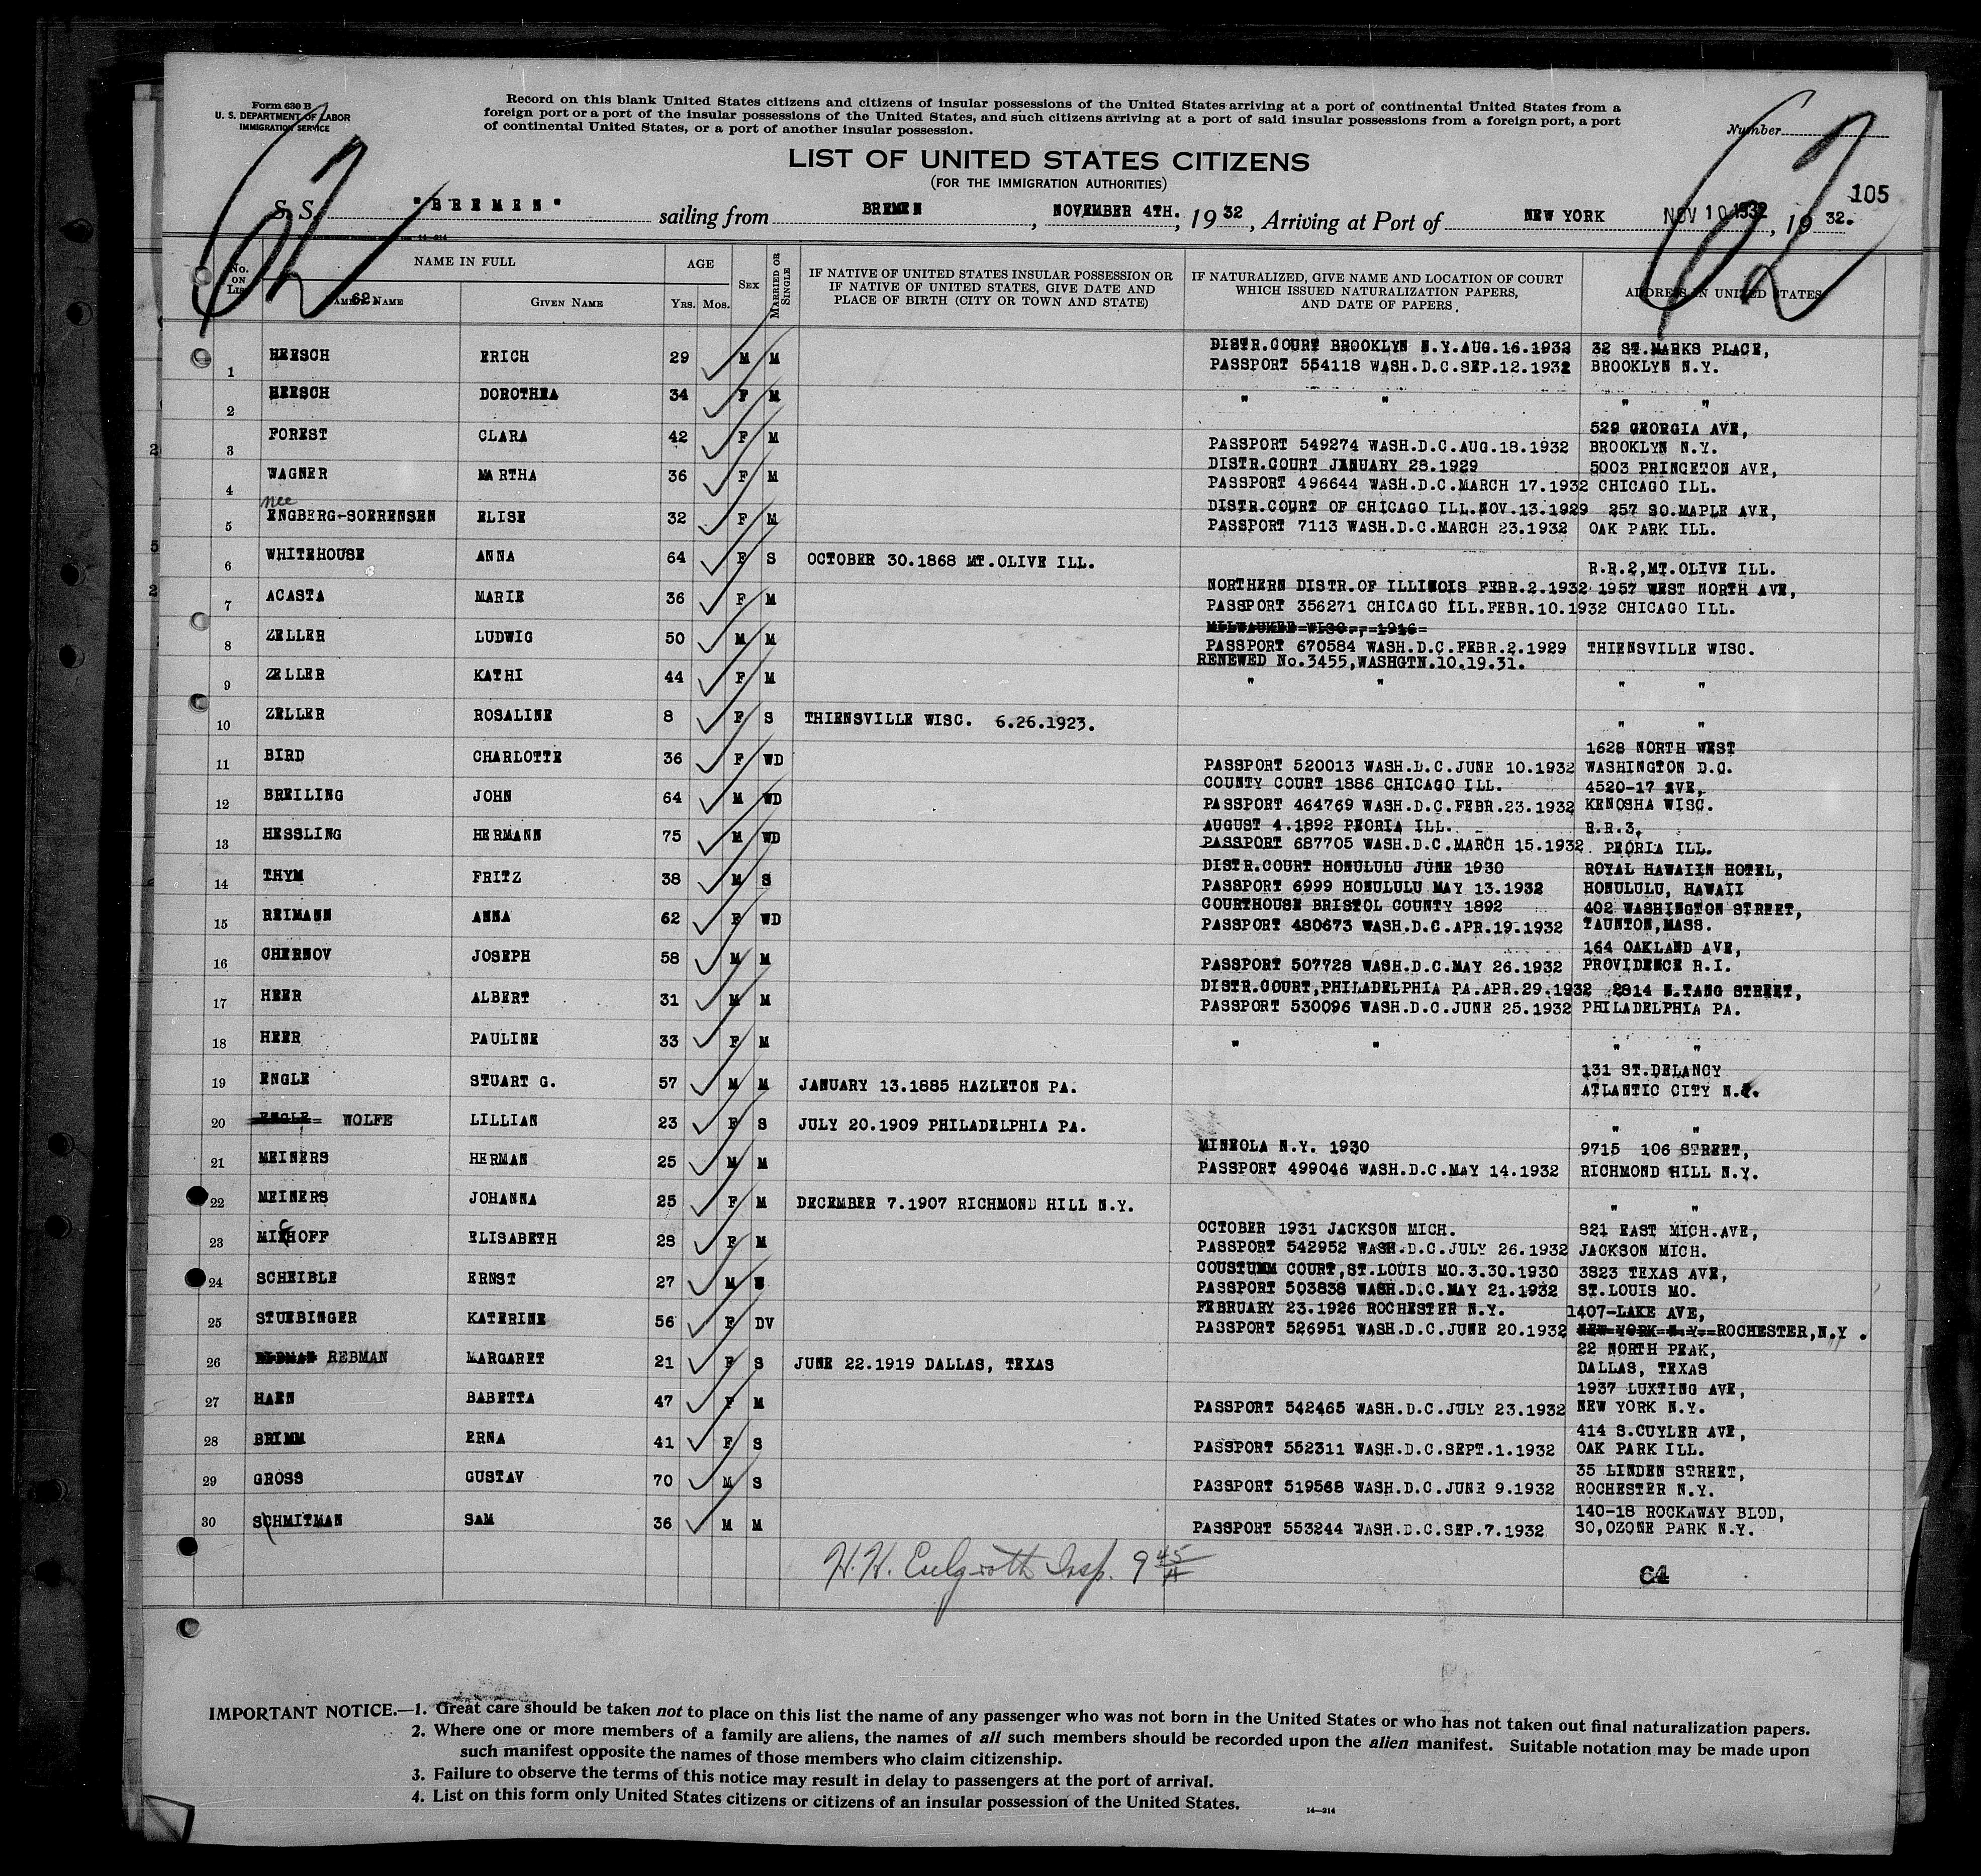 Form 630 B
U. S. DEPARTMENT OF LABOR
IMMIGRATION SERVICE
Record on this blank United States citizens and citizens of insular possessions of the United States arriving at a port of continental United States from a
foreign port or a port of the insular possessions of the United States, and such citizens arriving at a port of said insular possessions from a foreign port, a port
of continental United States, or a port of another insular possession.
Number
62
62
LIST OF UNITED STATES CITIZENS
(FOR THE IMMIGRATION AUTHORITIES)
105
S. S. "BREMEN" sailing from BREMEN, NOVEMBER 4TH., 1932, Arriving at Port of NEW YORK NOV 10 1932, 1932.
No. on List NAME IN FULL AGE SEX MARRIED OR SINGLE IF NATIVE OF UNITED STATES INSULAR POSSESSION OR IF NATIVE OF UNITED STATES, GIVE DATE AND PLACE OF BIRTH (CITY OR TOWN AND STATE) IF NATURALIZED, GIVE NAME AND LOCATION OF COURT WHICH ISSUED NATURALIZATION PAPERS, AND DATE OF PAPERS. ADDRESS IN UNITED STATES
62. FAMILY NAME GIVEN NAME YRS. MOS.
1 HEESCH ERICH 29 M M DISTR.COURT BROOKLYN N.Y.AUG.16.1932 32 ST.MARKS PLACE,
PASSPORT 554118 WASH.D.C.SEP.12.1932 BROOKLYN N.Y.
2 HEESCH DOROTHEA 34 F M " " " "
529 GEORGIA AVE,
3 FOREST CLARA 42 F M PASSPORT 549274 WASH.D.C.AUG.18.1932 BROOKLYN N.Y.
DISTR.COURT JANUARY 28.1929 5003 PRINCETON AVE,
4 WAGNER MARTHA 36 F M PASSPORT 496644 WASH.D.C.MARCH 17.1932 CHICAGO ILL.
nee
DISTR.COURT OF CHICAGO ILL.NOV.13.1929 257 SO.MAPLE AVE,
5 ENGBERG-SOERENSEN ELISE 32 F M PASSPORT 7113 WASH.D.C.MARCH 23.1932 OAK PARK ILL.
6 WHITEHOUSE ANNA 64 F S OCTOBER 30.1868 MT.OLIVE ILL. R.R.2,MT.OLIVE ILL.
NORTHERN DISTR.OF ILLINOIS FEBR.2.1932 1957 WEST NORTH AVE,
7 ACASTA MARIE 36 F M PASSPORT 356271 CHICAGO ILL.FEBR.10.1932 CHICAGO ILL.
MILWAUKEE WISC., 1916
8 ZELLER LUDWIG 50 M M PASSPORT 670584 WASH.D.C.FEBR.2.1929 THIENSVILLE WISC.
RENEWED No.3455,WASHGTN.10.19.31.
9 ZELLER KATHI 44 F M " " " "
10 ZELLER ROSALINE 8 F S THIENSVILLE WISC. 6.26.1923. " "
1628 NORTH WEST
11 BIRD CHARLOTTE 36 F WD PASSPORT 520013 WASH.D.C.JUNE 10.1932 WASHINGTON D.C.
COUNTY COURT 1886 CHICAGO ILL. 4520-17 AVE,
12 BREILING JOHN 64 M WD PASSPORT 464769 WASH.D.C.FEBR.23.1932 KENOSHA WISC.
AUGUST 4.1892 PEORIA ILL. R.R.3,
13 HESSLING HERMANN 75 M WD PASSPORT 687705 WASH.D.C.MARCH 15.1932 PEORIA ILL.
DISTR.COURT HONULULU JUNE 1930 ROYAL HAWAIIN HOTEL,
14 THYM FRITZ 38 M S PASSPORT 6999 HONULULU MAY 13.1932 HONULULU, HAWAII
COURTHOUSE BRISTOL COUNTY 1892 402 WASHINGTON STREET,
15 REIMANN ANNA 62 F WD PASSPORT 480673 WASH.D.C.APR.19.1932 TAUNTON,MASS.
164 OAKLAND AVE,
16 CHERNOV JOSEPH 58 M M PASSPORT 507728 WASH.D.C.MAY 26.1932 PROVIDENCE R.I.
DISTR.COURT,PHILADELPHIA PA.APR.29.1932 2814 N.TANG STREET,
17 HEER ALBERT 31 M M PASSPORT 530096 WASH.D.C.JUNE 25.1932 PHILADELPHIA PA.
18 HEER PAULINE 33 F M " " " "
131 ST.DELANCY
19 ENGLE STUART G. 57 M M JANUARY 13.1885 HAZLETON PA. ATLANTIC CITY N.J.
20 ENGLE WOLFE LILLIAN 23 F S JULY 20.1909 PHILADELPHIA PA. " "
MINEOLA N.Y. 1930 9715 106 STREET,
21 MEINERS HERMAN 25 M M PASSPORT 499046 WASH.D.C.MAY 14.1932 RICHMOND HILL N.Y.
22 MEINERS JOHANNA 25 F M DECEMBER 7.1907 RICHMOND HILL N.Y. " "
OCTOBER 1931 JACKSON MICH. 821 EAST MICH.AVE,
23 MICHOFF ELISABETH 28 F M PASSPORT 542952 WASH.D.C.JULY 26.1932 JACKSON MICH.
COUSTUMM COURT,ST.LOUIS MO.3.30.1930 3823 TEXAS AVE,
24 SCHEIBLE ERNST 27 M S PASSPORT 503838 WASH.D.C.MAY 21.1932 ST.LOUIS MO.
FEBRUARY 23.1926 ROCHESTER N.Y. 1407-LAKE AVE,
25 STUEBINGER KATERINE 56 F DV PASSPORT 526951 WASH.D.C.JUNE 20.1932 NEW YORK N.Y. ROCHESTER,N.Y.
22 NORTH PEAK,
26 REBMAN MARGARET 21 F S JUNE 22.1919 DALLAS, TEXAS DALLAS, TEXAS
1937 LUXTING AVE,
27 HAEN BABETTA 47 F M PASSPORT 542465 WASH.D.C.JULY 23.1932 NEW YORK N.Y.
414 S.CUYLER AVE,
28 BRIMM ERNA 41 F S PASSPORT 552311 WASH.D.C.SEPT.1.1932 OAK PARK ILL.
35 LINDEN STREET,
29 GROSS GUSTAV 70 M S PASSPORT 519568 WASH.D.C.JUNE 9.1932 ROCHESTER N.Y.
140-18 ROCKAWAY BLOD,
30 SCHMITMAN SAM 36 M M PASSPORT 553244 WASH.D.C.SEP.7.1932 SO,OZONE PARK N.Y.
H.H. Insp. 9 45
IMPORTANT NOTICE.—1. Great care should be taken not to place on this list the name of any passenger who was not born in the United States or who has not taken out final naturalization papers.
2. Where one or more members of a family are aliens, the names of all such members should be recorded upon the alien manifest. Suitable notation may be made upon
such manifest opposite the names of those members who claim citizenship.
3. Failure to observe the terms of this notice may result in delay to passengers at the port of arrival.
4. List on this form only United States citizens or citizens of an insular possession of the United States.
14—214